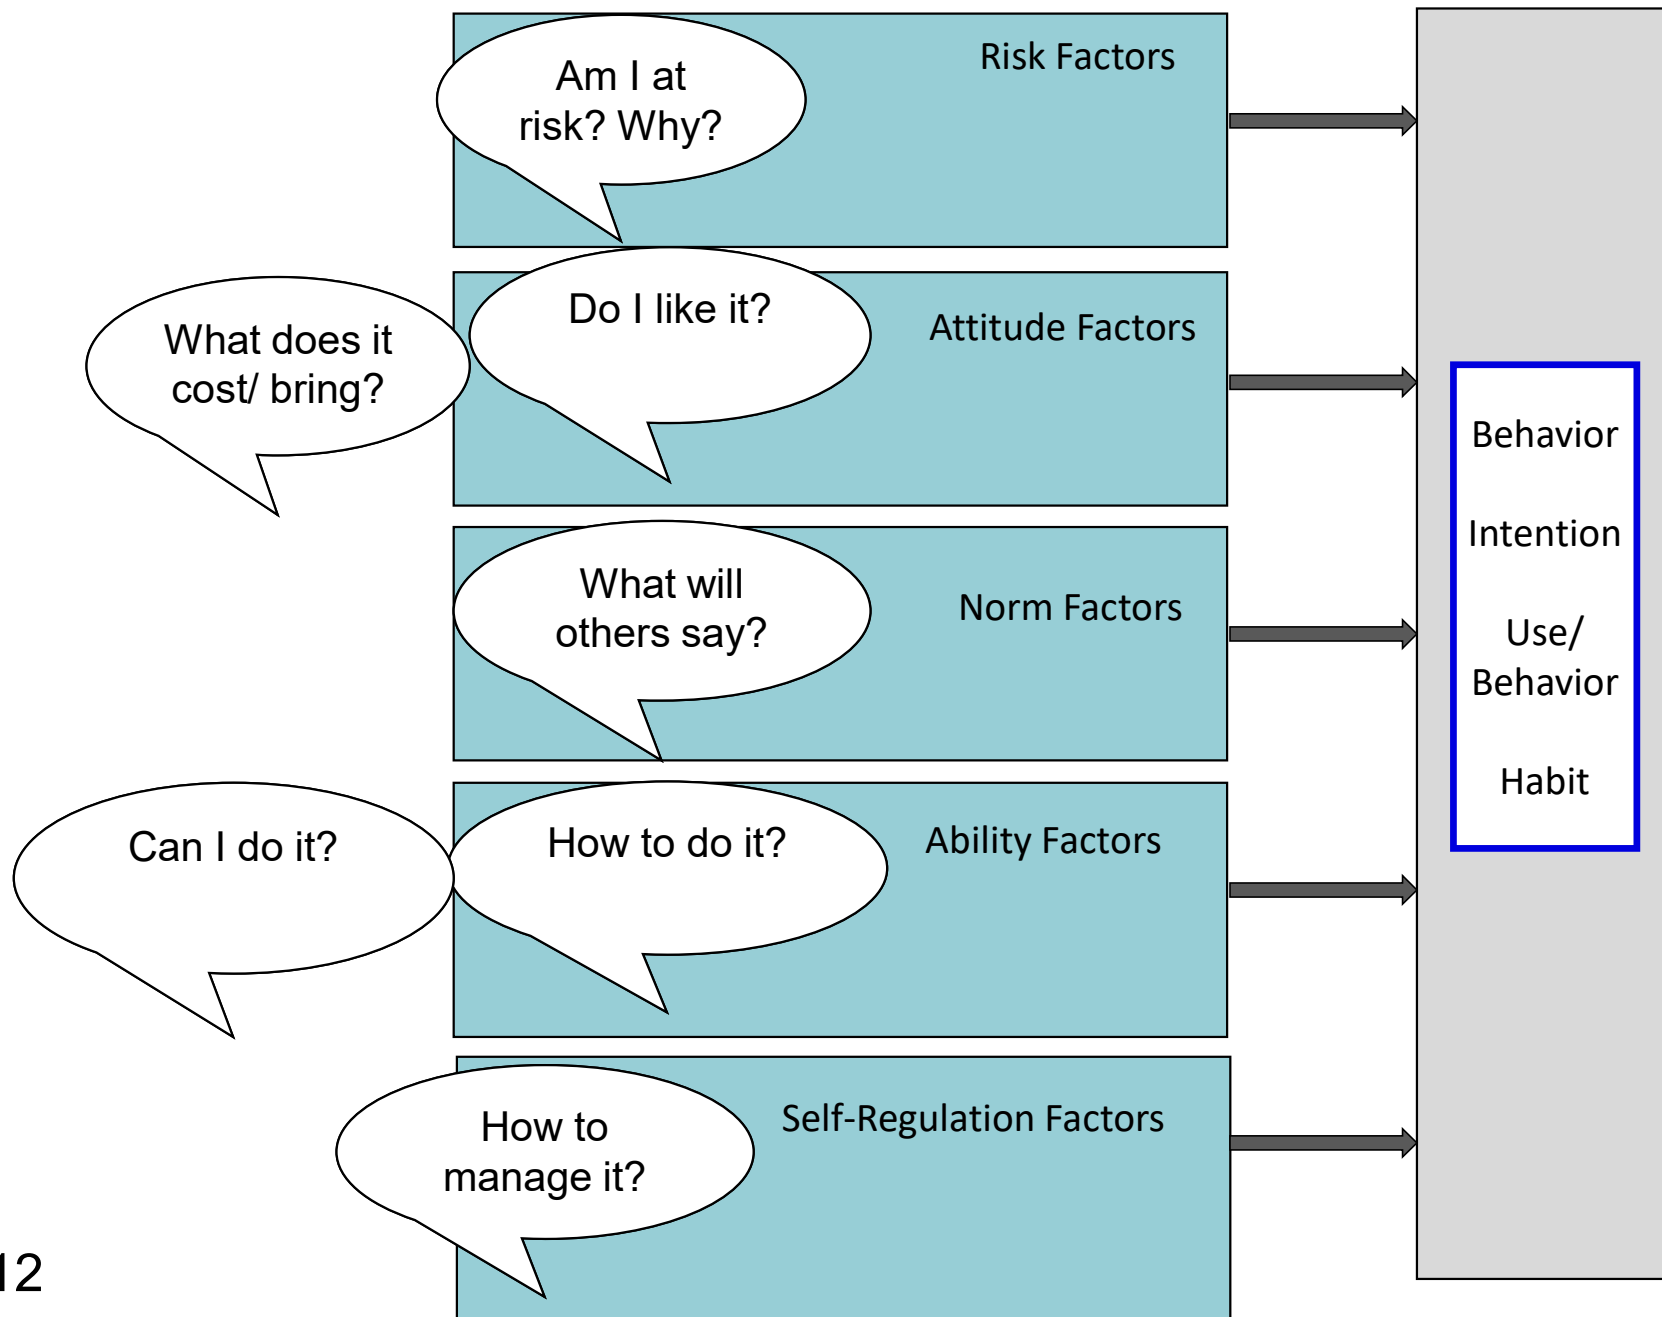 Am I at
risk? Why?
Risk Factors
What does it
cost/ bring?
Do I like it?
Attitude Factors
What will
others say?
Norm Factors
Can I do it?
How to do it?
Ability Factors
How to
manage it?
Self-Regulation Factors
Behavior
Intention
Use/
Behavior
Habit
12